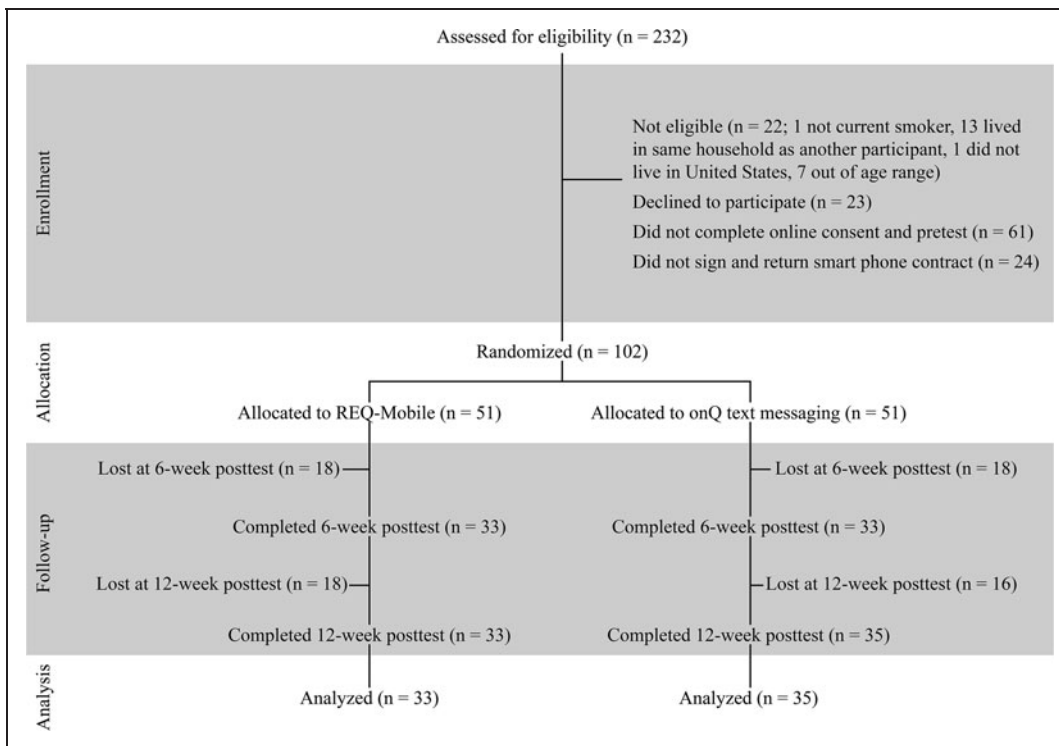 Assessed for eligibility (n = 232)
Enrollment
Not eligible (n = 22; 1 not current smoker, 13 lived
in same household as another participant, 1 did not
live in United States, 7 out of age range)
Declined to participate (n = 23)
Did not complete online consent and pretest (n = 61)
Did not sign and return smart phone contract (n = 24)
Allocation
Randomized (n = 102)
Allocated to REQ-Mobile (n = 51)
Allocated to onQ text messaging (n = 51)
Follow-up
Lost at 6-week posttest (n = 18)
Lost at 6-week posttest (n = 18)
Completed 6-week posttest (n = 33)
Completed 6-week posttest (n = 33)
Lost at 12-week posttest (n = 18)
Lost at 12-week posttest (n = 16)
Completed 12-week posttest (n = 33)
Completed 12-week posttest (n = 35)
Analysis
Analyzed (n = 33)
Analyzed (n = 35)